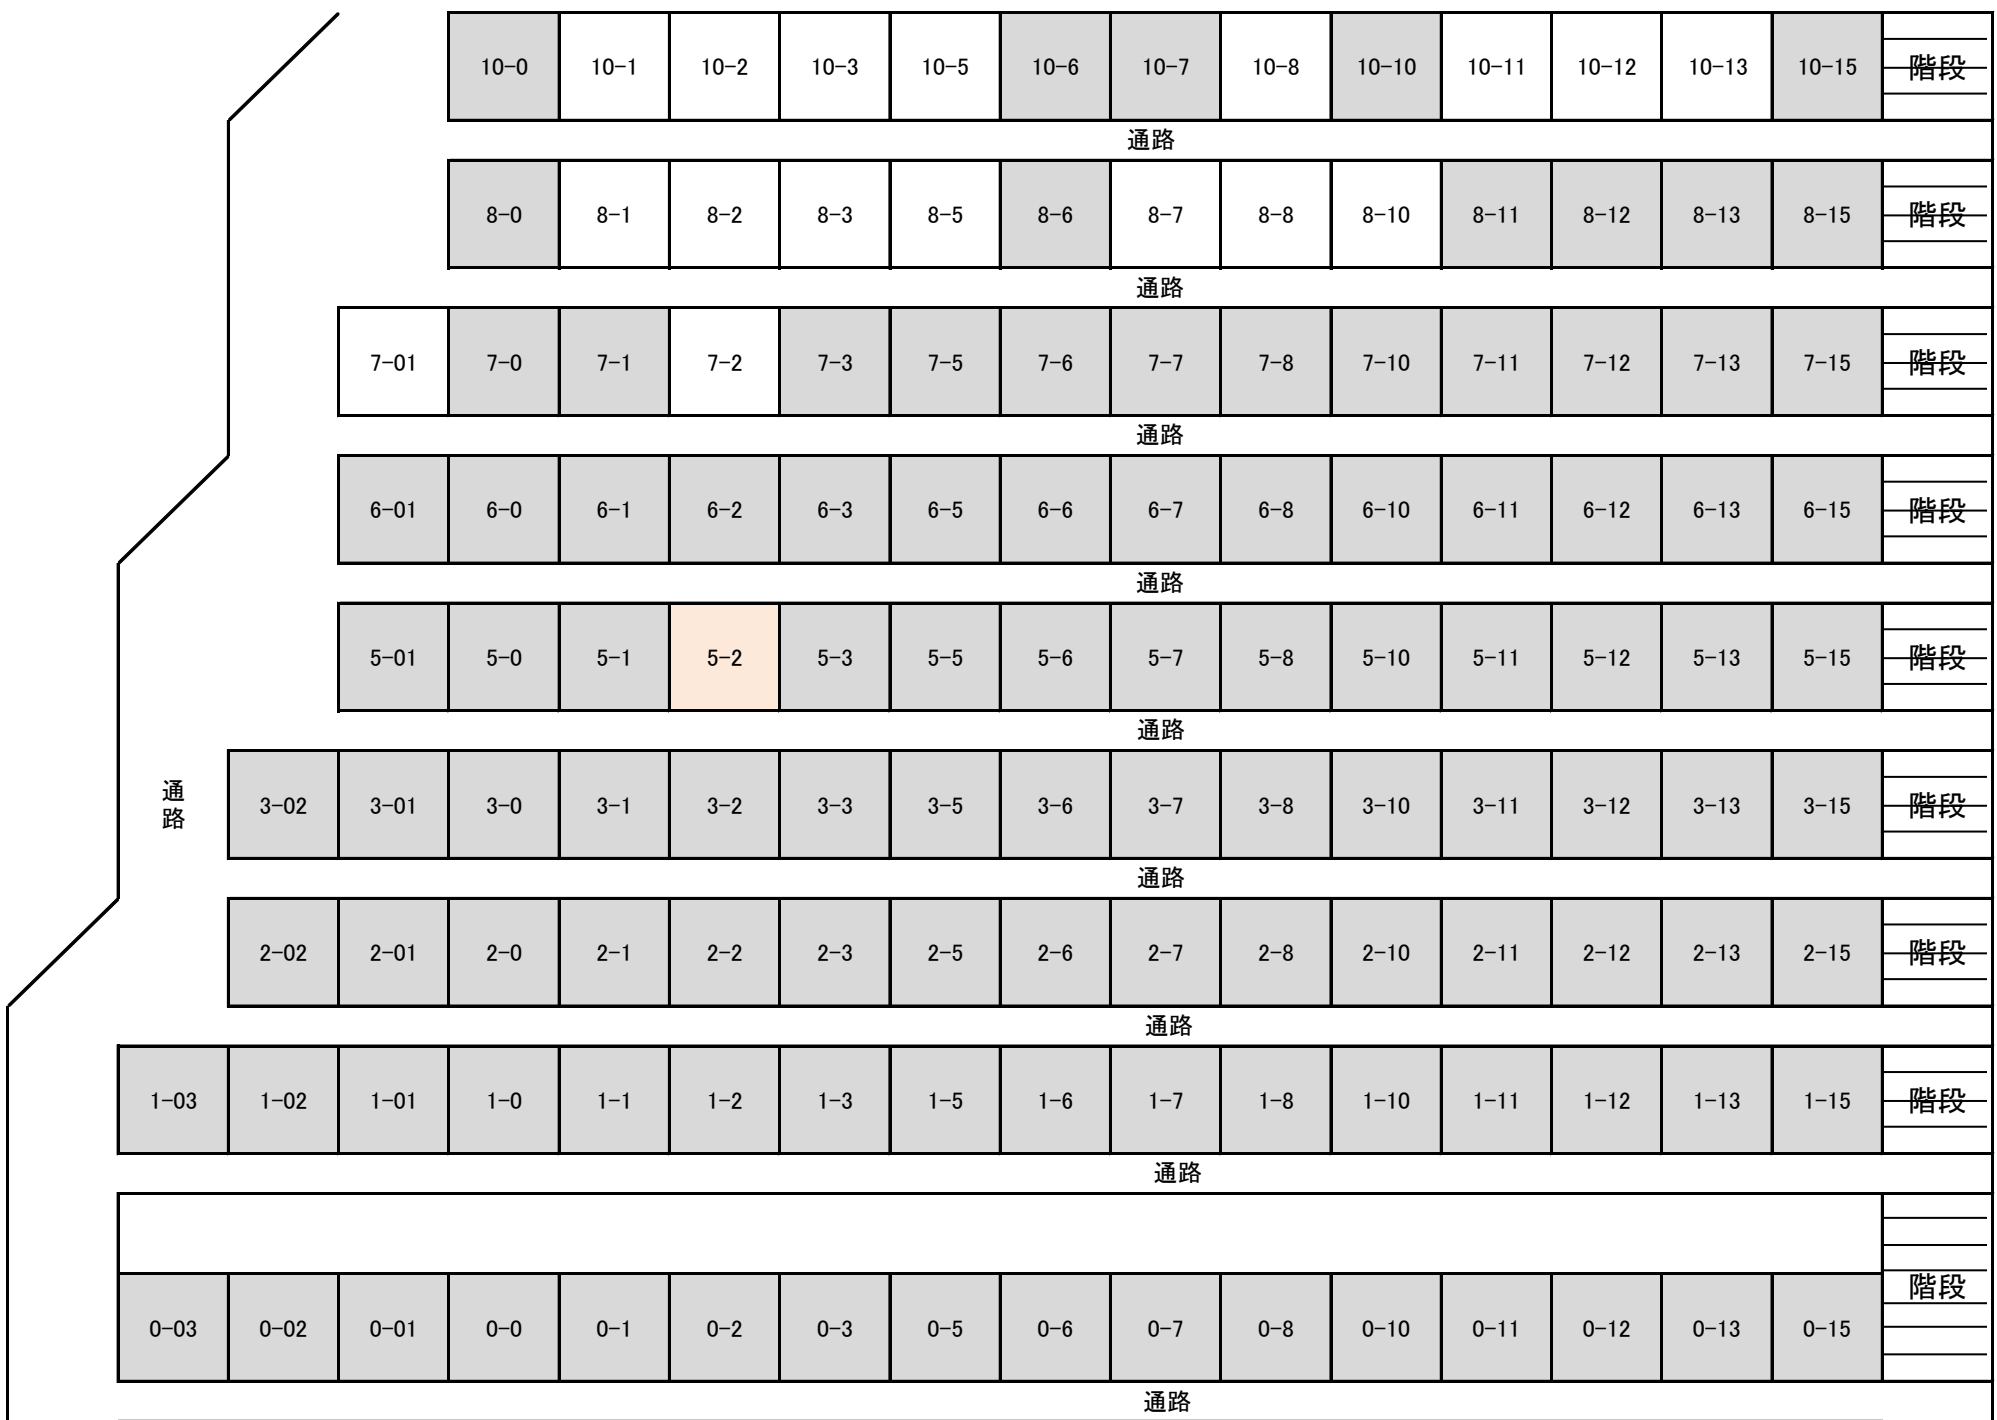 10-0 10-1 10-2 10-3 10-5 10-6 10-7 10-8 10-10 10-11 10-12 10-13 10-15 階段
通路
8-0 8-1 8-2 8-3 8-5 8-6 8-7 8-8 8-10 8-11 8-12 8-13 8-15 階段
通路
7-01 7-0 7-1 7-2 7-3 7-5 7-6 7-7 7-8 7-10 7-11 7-12 7-13 7-15 階段
通路
6-01 6-0 6-1 6-2 6-3 6-5 6-6 6-7 6-8 6-10 6-11 6-12 6-13 6-15 階段
通路
5-01 5-0 5-1 5-2 5-3 5-5 5-6 5-7 5-8 5-10 5-11 5-12 5-13 5-15 階段
通路
通路
3-02 3-01 3-0 3-1 3-2 3-3 3-5 3-6 3-7 3-8 3-10 3-11 3-12 3-13 3-15 階段
通路
2-02 2-01 2-0 2-1 2-2 2-3 2-5 2-6 2-7 2-8 2-10 2-11 2-12 2-13 2-15 階段
通路
1-03 1-02 1-01 1-0 1-1 1-2 1-3 1-5 1-6 1-7 1-8 1-10 1-11 1-12 1-13 1-15 階段
通路
階段
0-03 0-02 0-01 0-0 0-1 0-2 0-3 0-5 0-6 0-7 0-8 0-10 0-11 0-12 0-13 0-15
通路